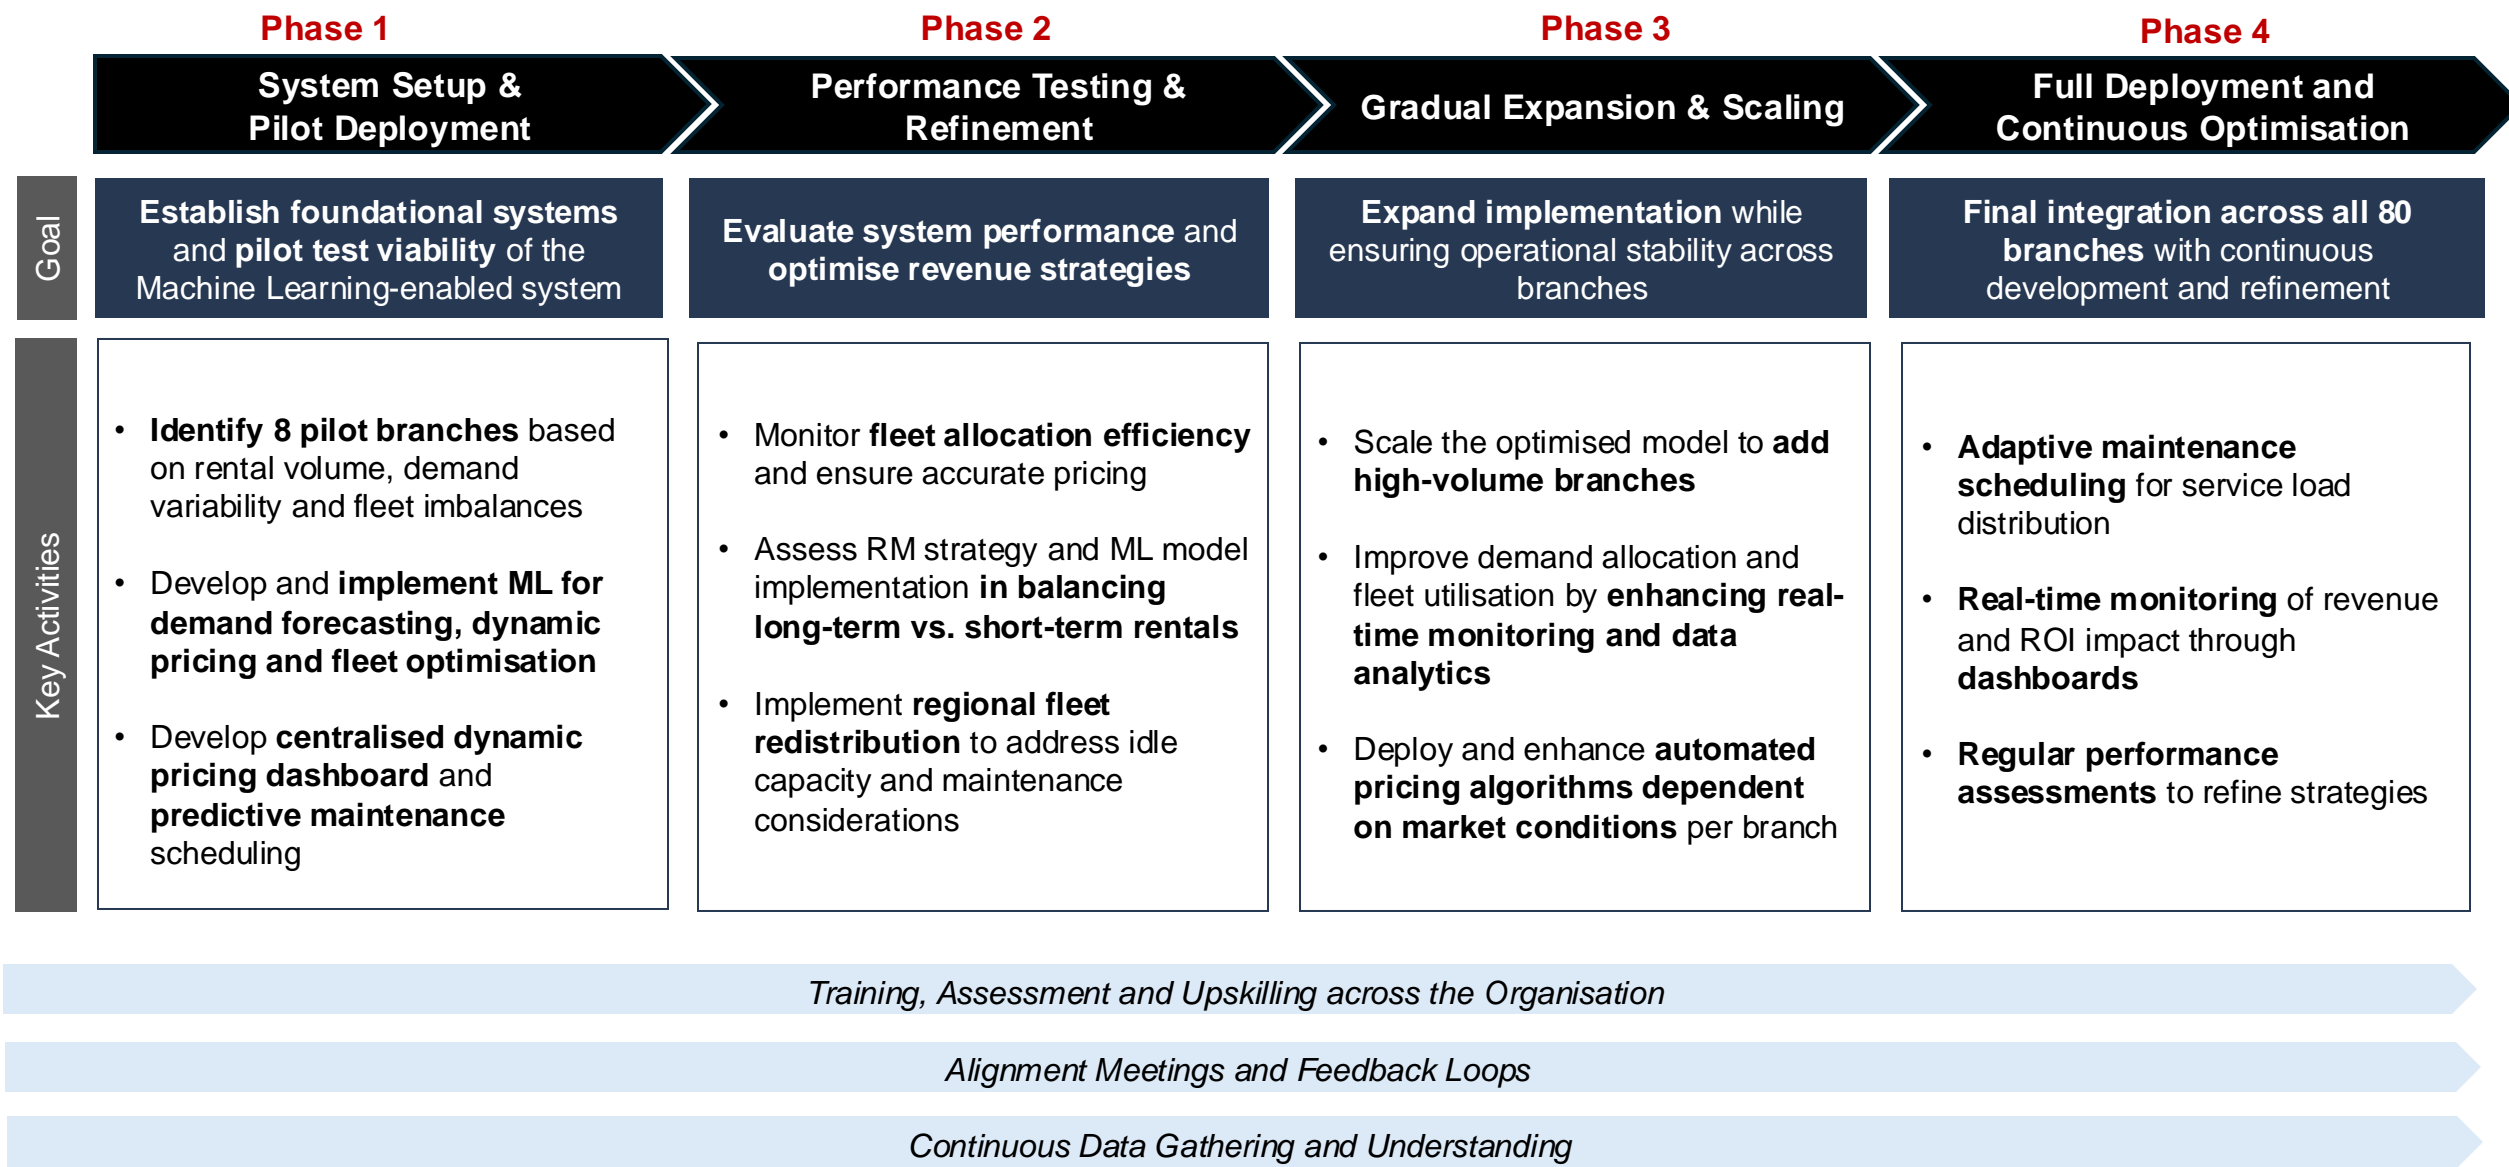 Phase 1
Phase 2
Phase 3
Phase 4
System Setup &
Pilot Deployment
Performance Testing &
Refinement
Gradual Expansion & Scaling
Full Deployment and
Continuous Optimisation
Goal
Establish foundational systems
and pilot test viability of the
Machine Learning-enabled system
Evaluate system performance and
optimise revenue strategies
Expand implementation while
ensuring operational stability across
branches
Final integration across all 80
branches with continuous
development and refinement
Key Activities
• Identify 8 pilot branches based
on rental volume, demand
variability and fleet imbalances
• Develop and implement ML for
demand forecasting, dynamic
pricing and fleet optimisation
• Develop centralised dynamic
pricing dashboard and
predictive maintenance
scheduling
• Monitor fleet allocation efficiency
and ensure accurate pricing
• Assess RM strategy and ML model
implementation in balancing
long-term vs. short-term rentals
• Implement regional fleet
redistribution to address idle
capacity and maintenance
considerations
• Scale the optimised model to add
high-volume branches
• Improve demand allocation and
fleet utilisation by enhancing real-
time monitoring and data
analytics
• Deploy and enhance automated
pricing algorithms dependent
on market conditions per branch
• Adaptive maintenance
scheduling for service load
distribution
• Real-time monitoring of revenue
and ROI impact through
dashboards
• Regular performance
assessments to refine strategies
Training, Assessment and Upskilling across the Organisation
Alignment Meetings and Feedback Loops
Continuous Data Gathering and Understanding